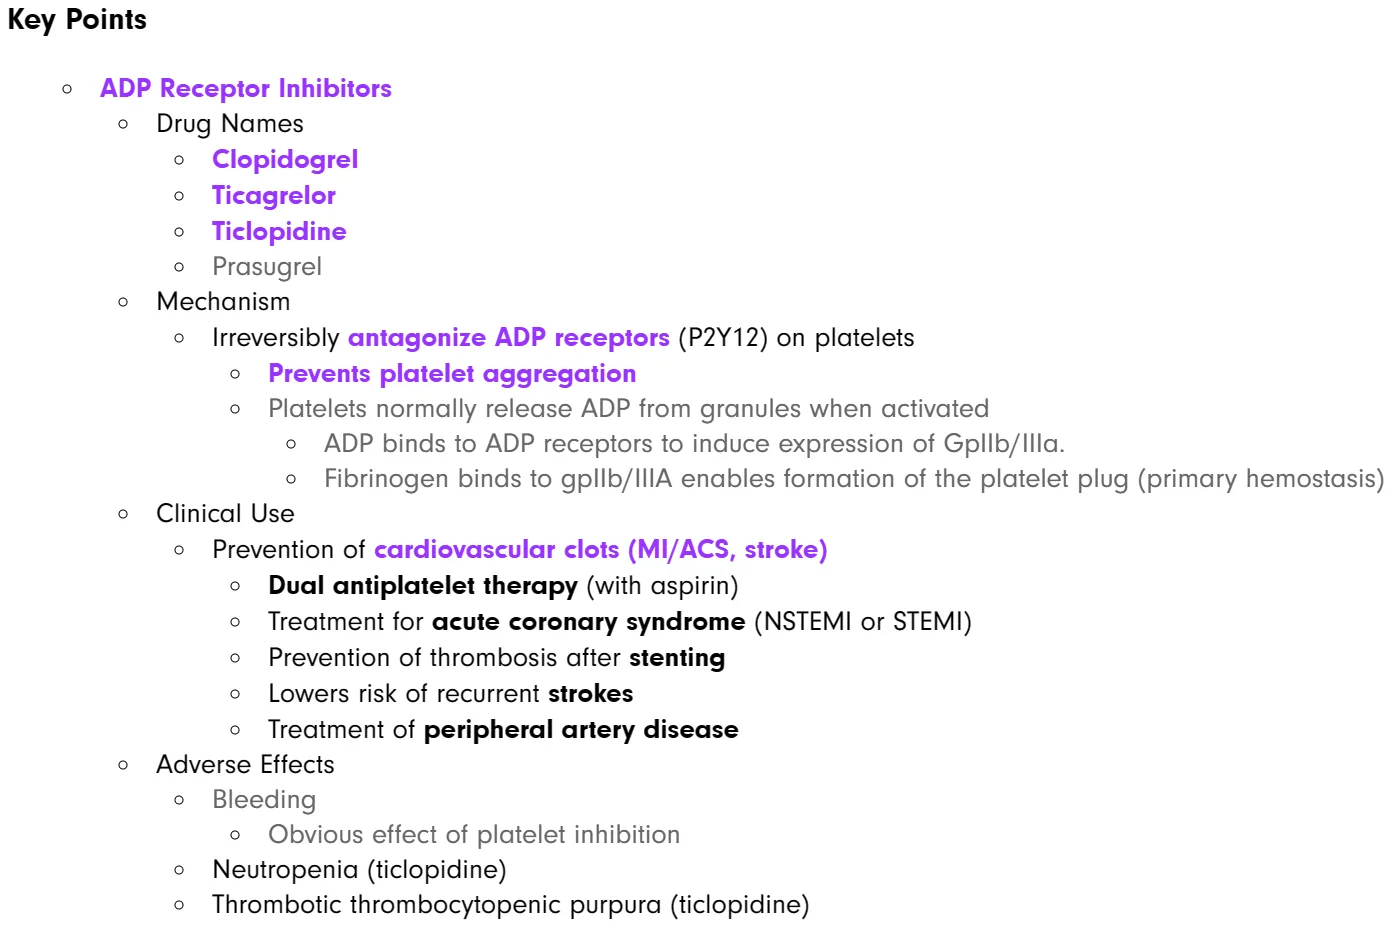 Key Points
ADP Receptor Inhibitors
Drug Names
Clopidogrel
Ticagrelor
Ticlopidine
Prasugrel
Mechanism
Irreversibly antagonize ADP receptors (P2Y12) on platelets
Prevents platelet aggregation
Platelets normally release ADP from granules when activated
ADP binds to ADP receptors to induce expression of GpIIb/IIIa.
Fibrinogen binds to gpIIb/IIIA enables formation of the platelet plug (primary hemostasis)
Clinical Use
Prevention of cardiovascular clots (MI/ACS, stroke)
Dual antiplatelet therapy (with aspirin)
Treatment for acute coronary syndrome (NSTEMI or STEMI)
Prevention of thrombosis after stenting
Lowers risk of recurrent strokes
Treatment of peripheral artery disease
Adverse Effects
Bleeding
Obvious effect of platelet inhibition
Neutropenia (ticlopidine)
Thrombotic thrombocytopenic purpura (ticlopidine)